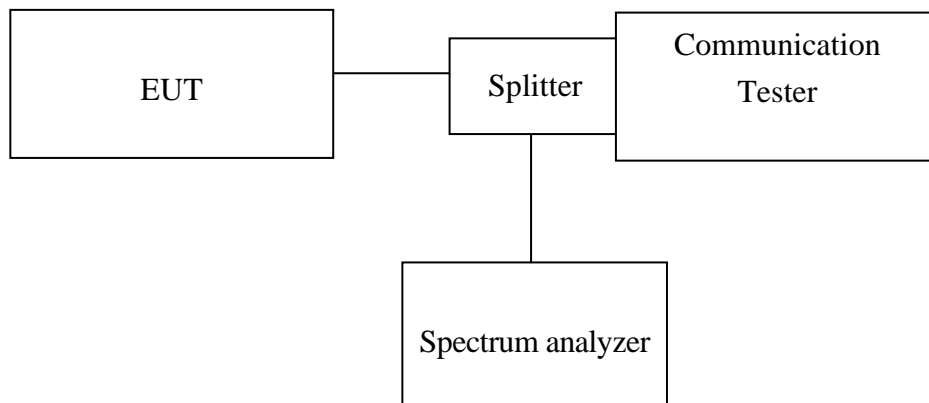 EUT
Splitter
Communication
Tester
Spectrum analyzer